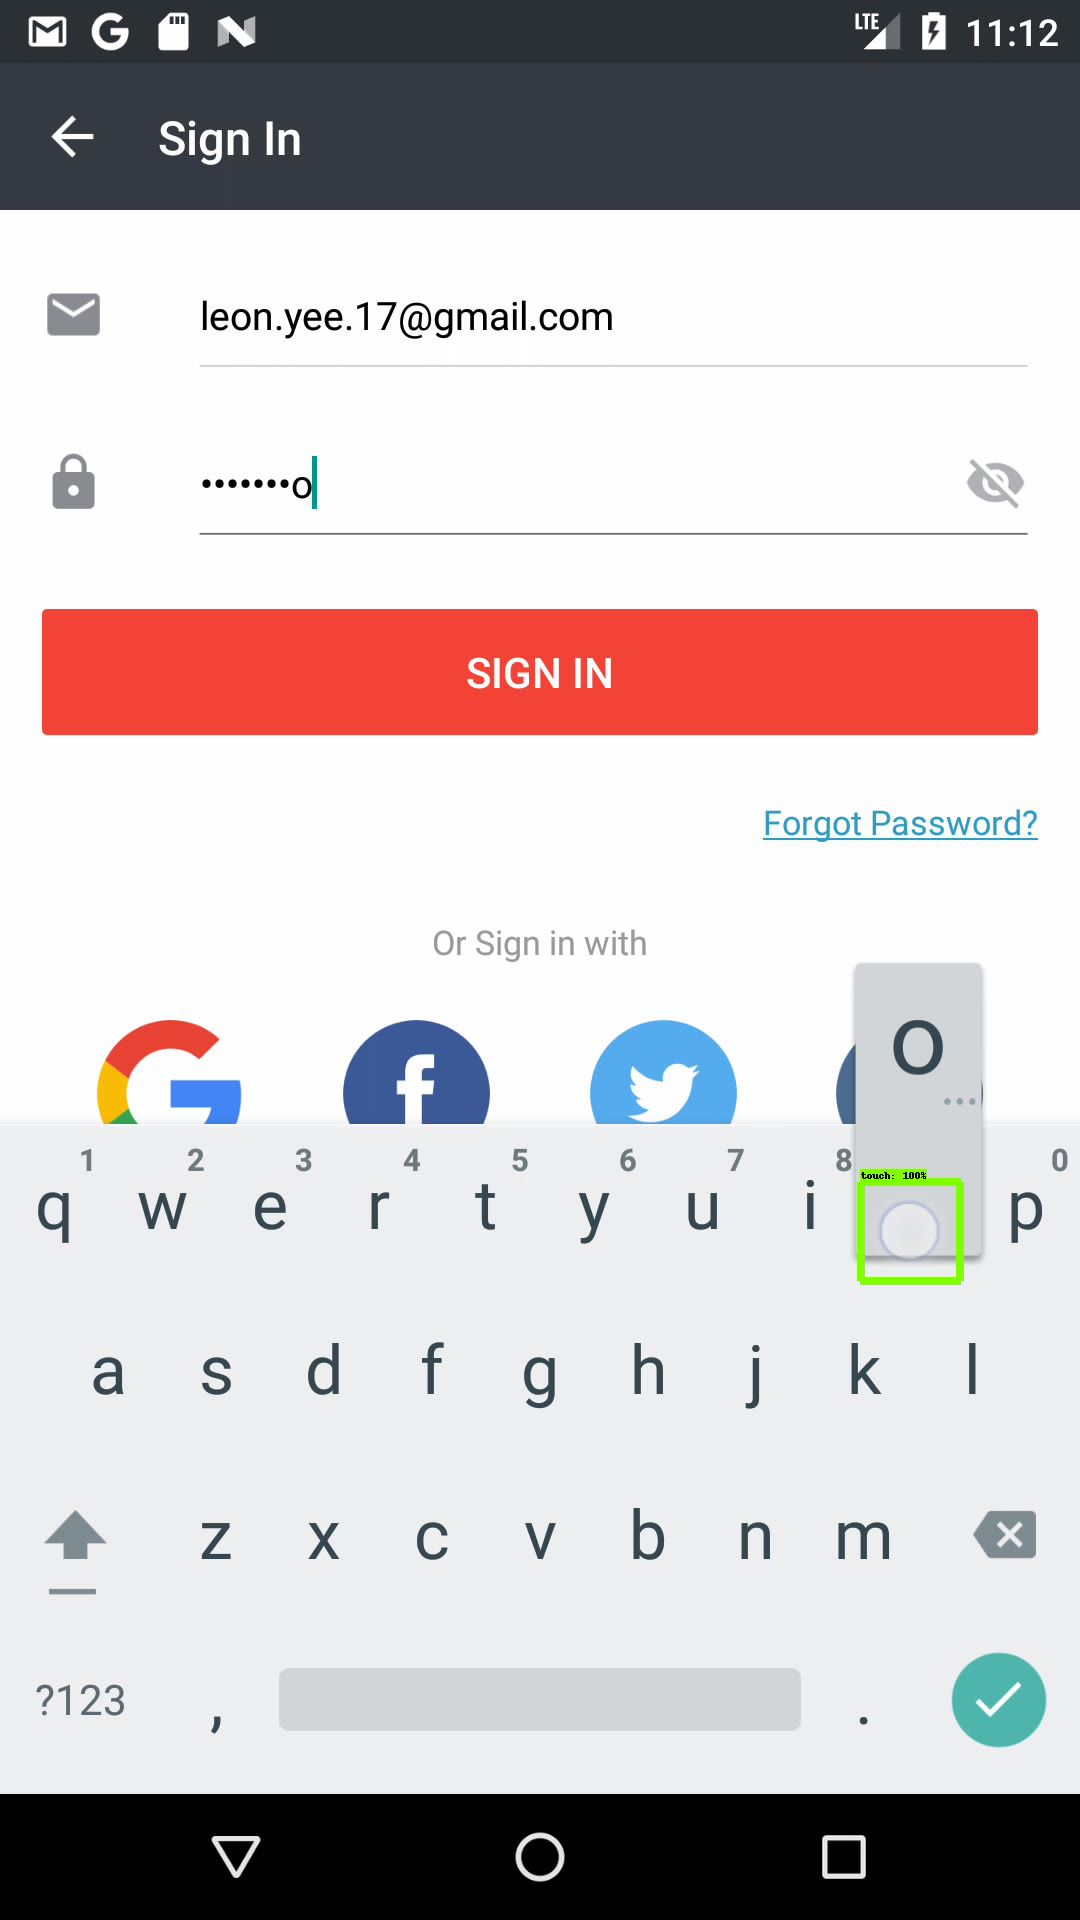 LTE 11:12
Sign In
leon.yee.17@gmail.com
•••••••o
SIGN IN
Forgot Password?
Or Sign in with
o
...
1 2 3 4 5 6 7 8 0
touch: 100%
q w e r t y u i p
a s d f g h j k l
z x c v b n m
?123 , .